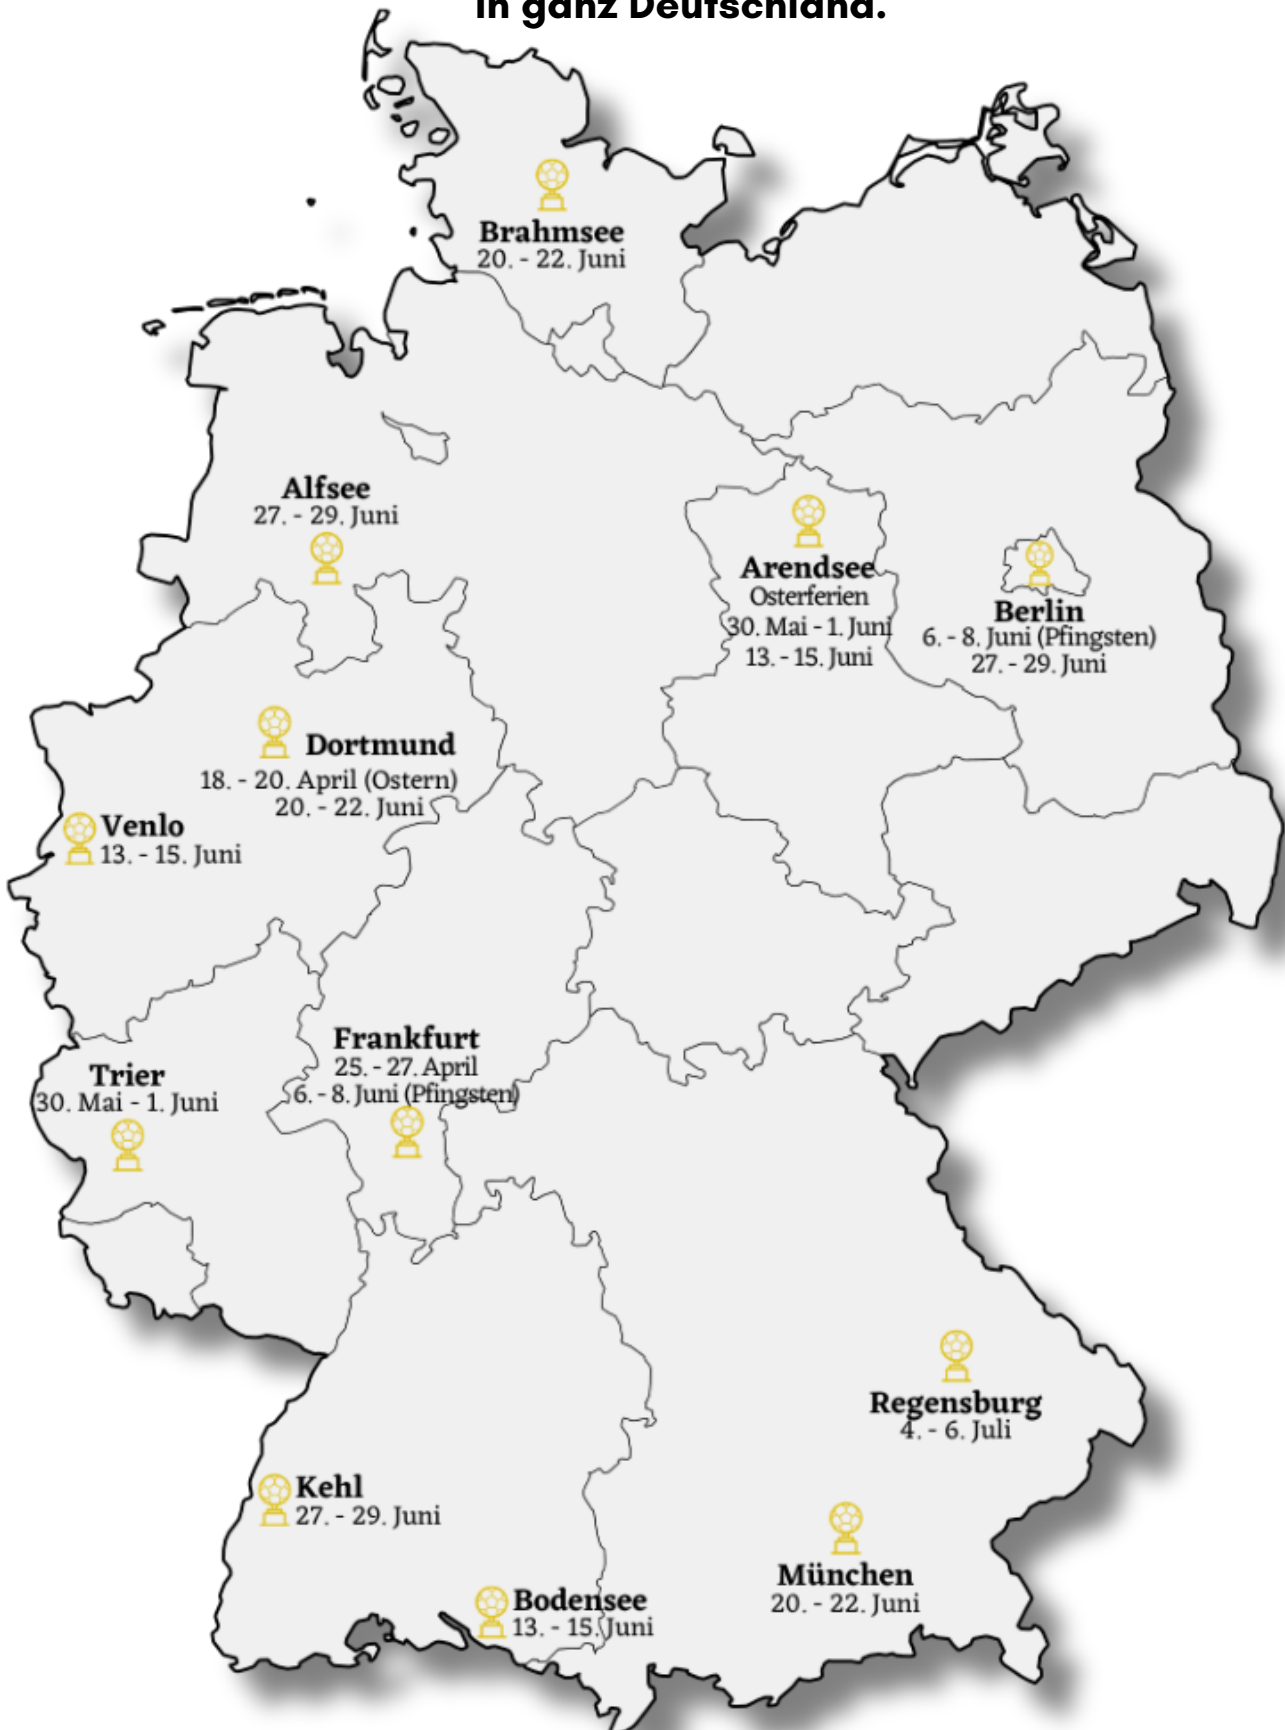 in ganz Deutschland.
Brahmsee
20. - 22. Juni
Alfsee
27. - 29. Juni
Arendsee
Osterferien
30. Mai - 1. Juni
13. - 15. Juni
Berlin
6. - 8. Juni (Pfingsten)
27. - 29. Juni
Dortmund
18. - 20. April (Ostern)
20. - 22. Juni
Venlo
13. - 15. Juni
Frankfurt
25. - 27. April
6. - 8. Juni (Pfingsten)
Trier
30. Mai - 1. Juni
Regensburg
4. - 6. Juli
Kehl
27. - 29. Juni
München
20. - 22. Juni
Bodensee
13. - 15. Juni